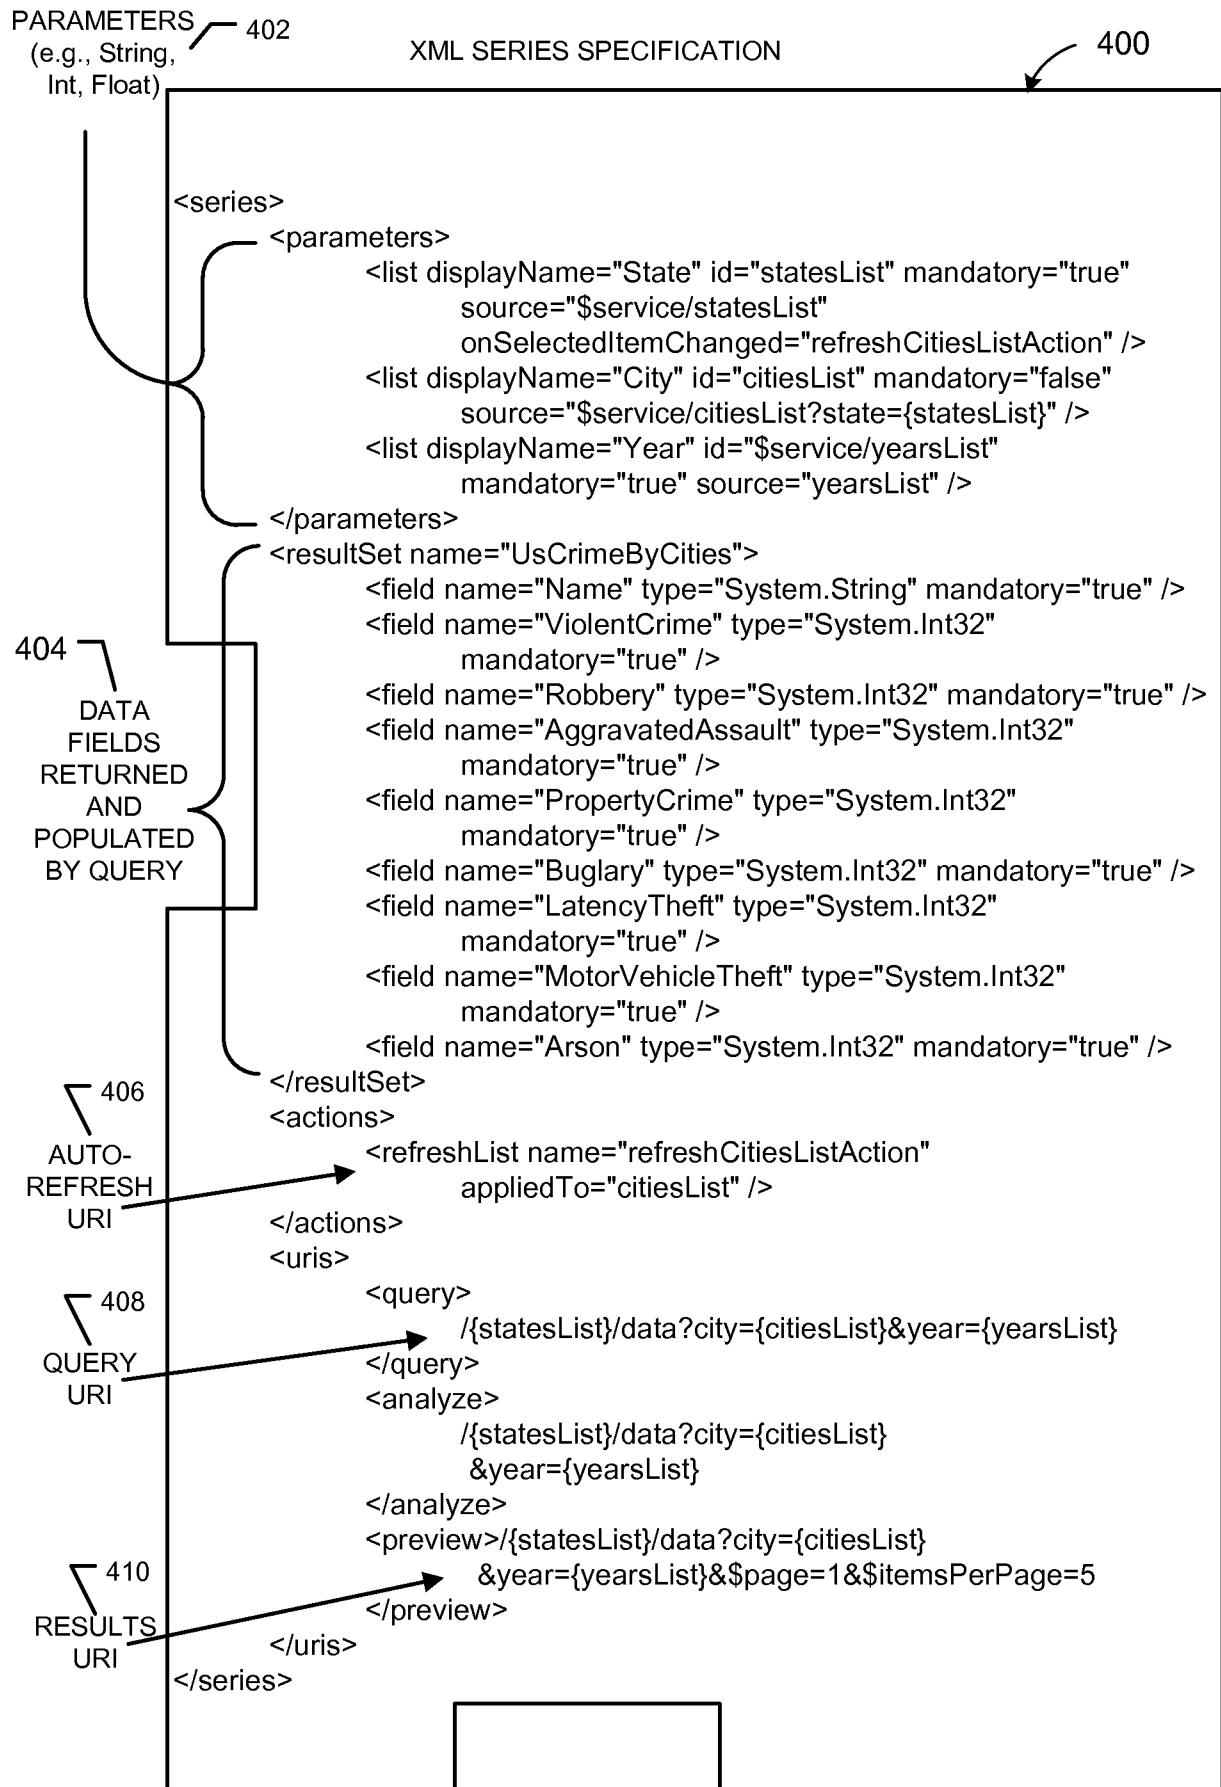 PARAMETERS
(e.g., String,
Int, Float)
402
XML SERIES SPECIFICATION
400
<series>
<parameters>
<list displayName="State" id="statesList" mandatory="true"
source="$service/statesList"
onSelectedItemChanged="refreshCitiesListAction" />
<list displayName="City" id="citiesList" mandatory="false"
source="$service/citiesList?state={statesList}" />
<list displayName="Year" id="$service/yearsList"
mandatory="true" source="yearsList" />
</parameters>
<resultSet name="UsCrimeByCities">
<field name="Name" type="System.String" mandatory="true" />
<field name="ViolentCrime" type="System.Int32"
mandatory="true" />
<field name="Robbery" type="System.Int32" mandatory="true" />
<field name="AggravatedAssault" type="System.Int32"
mandatory="true" />
<field name="PropertyCrime" type="System.Int32"
mandatory="true" />
<field name="Buglary" type="System.Int32" mandatory="true" />
<field name="LatencyTheft" type="System.Int32"
mandatory="true" />
<field name="MotorVehicleTheft" type="System.Int32"
mandatory="true" />
<field name="Arson" type="System.Int32" mandatory="true" />
</resultSet>
404
DATA
FIELDS
RETURNED
AND
POPULATED
BY QUERY
<actions>
<refreshList name="refreshCitiesListAction"
appliedTo="citiesList" />
</actions>
406
AUTO-
REFRESH
URI
<uris>
<query>
/{statesList}/data?city={citiesList}&year={yearsList}
</query>
408
QUERY
URI
<analyze>
/{statesList}/data?city={citiesList}
&year={yearsList}
</analyze>
<preview>/{statesList}/data?city={citiesList}
&year={yearsList}&$page=1&$itemsPerPage=5
</preview>
410
RESULTS
URI
</uris>
</series>